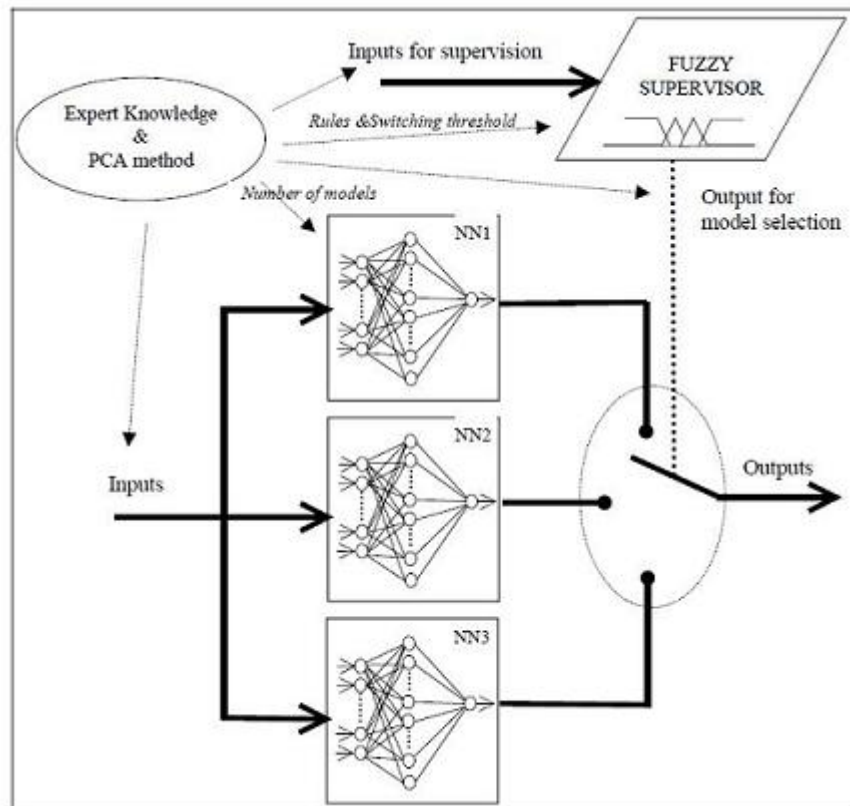 Inputs for supervision
FUZZY
SUPERVISOR
Expert Knowledge
&
PCA method
Rules &Switching threshold
Number of models
Output for
model selection
NN1
NN2
Inputs
Outputs
NN3